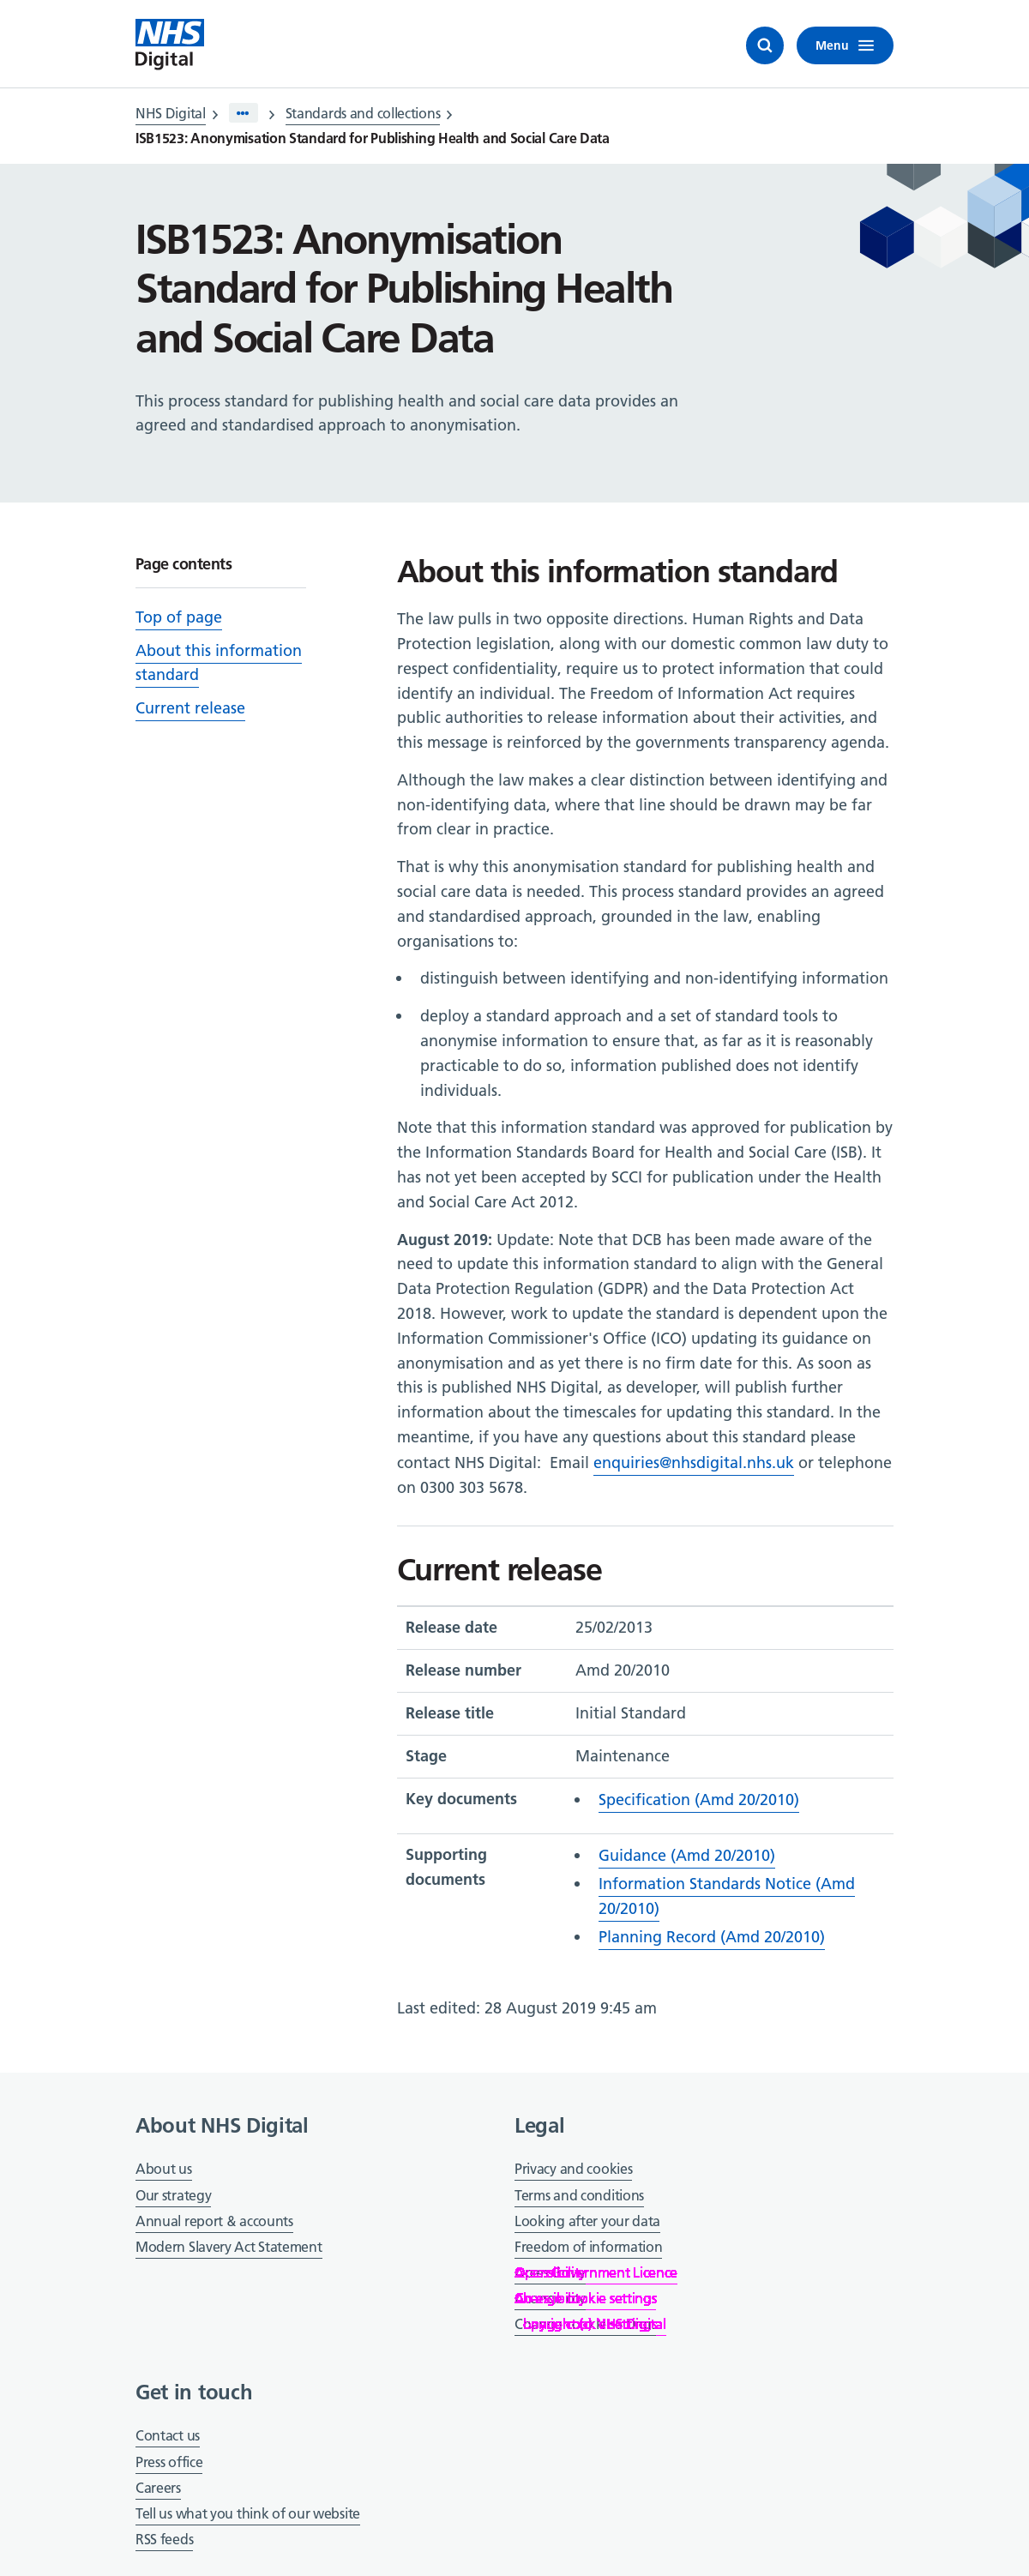 NHS
Digital
Menu
NHS Digital
•••
Standards and collections
ISB1523: Anonymisation Standard for Publishing Health and Social Care Data
ISB1523: Anonymisation
Standard for Publishing Health
and Social Care Data
This process standard for publishing health and social care data provides an
agreed and standardised approach to anonymisation.
Page contents
Top of page
About this information
standard
Current release
About this information standard
The law pulls in two opposite directions. Human Rights and Data
Protection legislation, along with our domestic common law duty to
respect confidentiality, require us to protect information that could
identify an individual. The Freedom of Information Act requires
public authorities to release information about their activities, and
this message is reinforced by the governments transparency agenda.
Although the law makes a clear distinction between identifying and
non-identifying data, where that line should be drawn may be far
from clear in practice.
That is why this anonymisation standard for publishing health and
social care data is needed. This process standard provides an agreed
and standardised approach, grounded in the law, enabling
organisations to:
• distinguish between identifying and non-identifying information
• deploy a standard approach and a set of standard tools to
anonymise information to ensure that, as far as it is reasonably
practicable to do so, information published does not identify
individuals.
Note that this information standard was approved for publication by
the Information Standards Board for Health and Social Care (ISB). It
has not yet been accepted by SCCI for publication under the Health
and Social Care Act 2012.
August 2019: Update: Note that DCB has been made aware of the
need to update this information standard to align with the General
Data Protection Regulation (GDPR) and the Data Protection Act
2018. However, work to update the standard is dependent upon the
Information Commissioner's Office (ICO) updating its guidance on
anonymisation and as yet there is no firm date for this. As soon as
this is published NHS Digital, as developer, will publish further
information about the timescales for updating this standard. In the
meantime, if you have any questions about this standard please
contact NHS Digital:  Email enquiries@nhsdigital.nhs.uk or telephone
on 0300 303 5678.
Current release
Release date 25/02/2013
Release number Amd 20/2010
Release title Initial Standard
Stage Maintenance
Key documents • Specification (Amd 20/2010)
Supporting
documents
• Guidance (Amd 20/2010)
• Information Standards Notice (Amd
20/2010)
• Planning Record (Amd 20/2010)
Last edited: 28 August 2019 9:45 am
About NHS Digital
About us
Our strategy
Annual report & accounts
Modern Slavery Act Statement
Legal
Privacy and cookies
Terms and conditions
Looking after your data
Freedom of information
Licence
settings
NHS Digital
Get in touch
Contact us
Press office
Careers
Tell us what you think of our website
RSS feeds